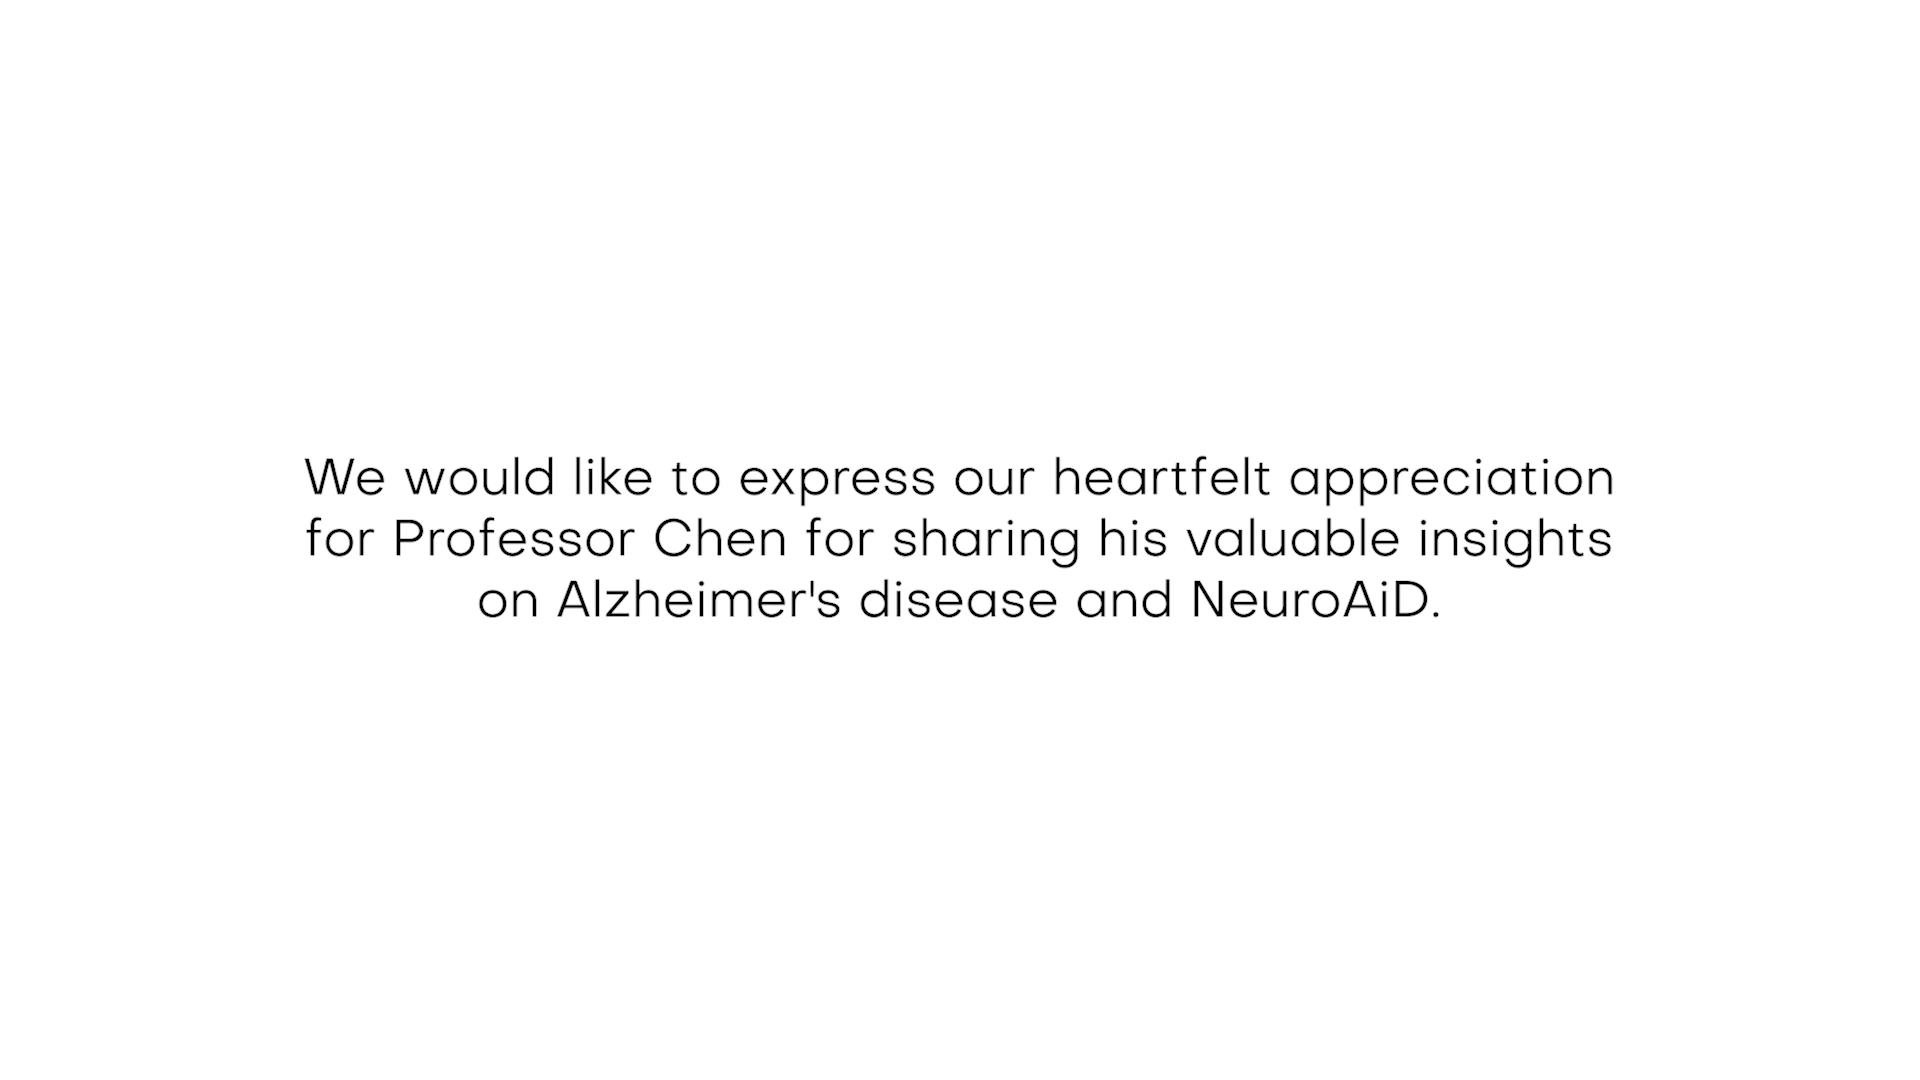 We would like to express our heartfelt appreciation
for Professor Chen for sharing his valuable insights
on Alzheimer's disease and NeuroAiD.